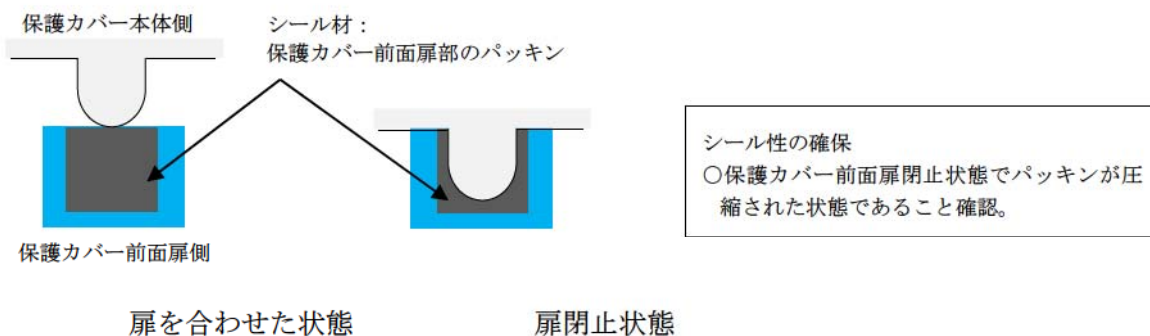 保護カバー本体側
シール材：
保護カバー前面扉部のパッキン
シール性の確保
○保護カバー前面扉閉止状態でパッキンが圧
縮された状態であること確認。
保護カバー前面扉側
扉を合わせた状態
扉閉止状態